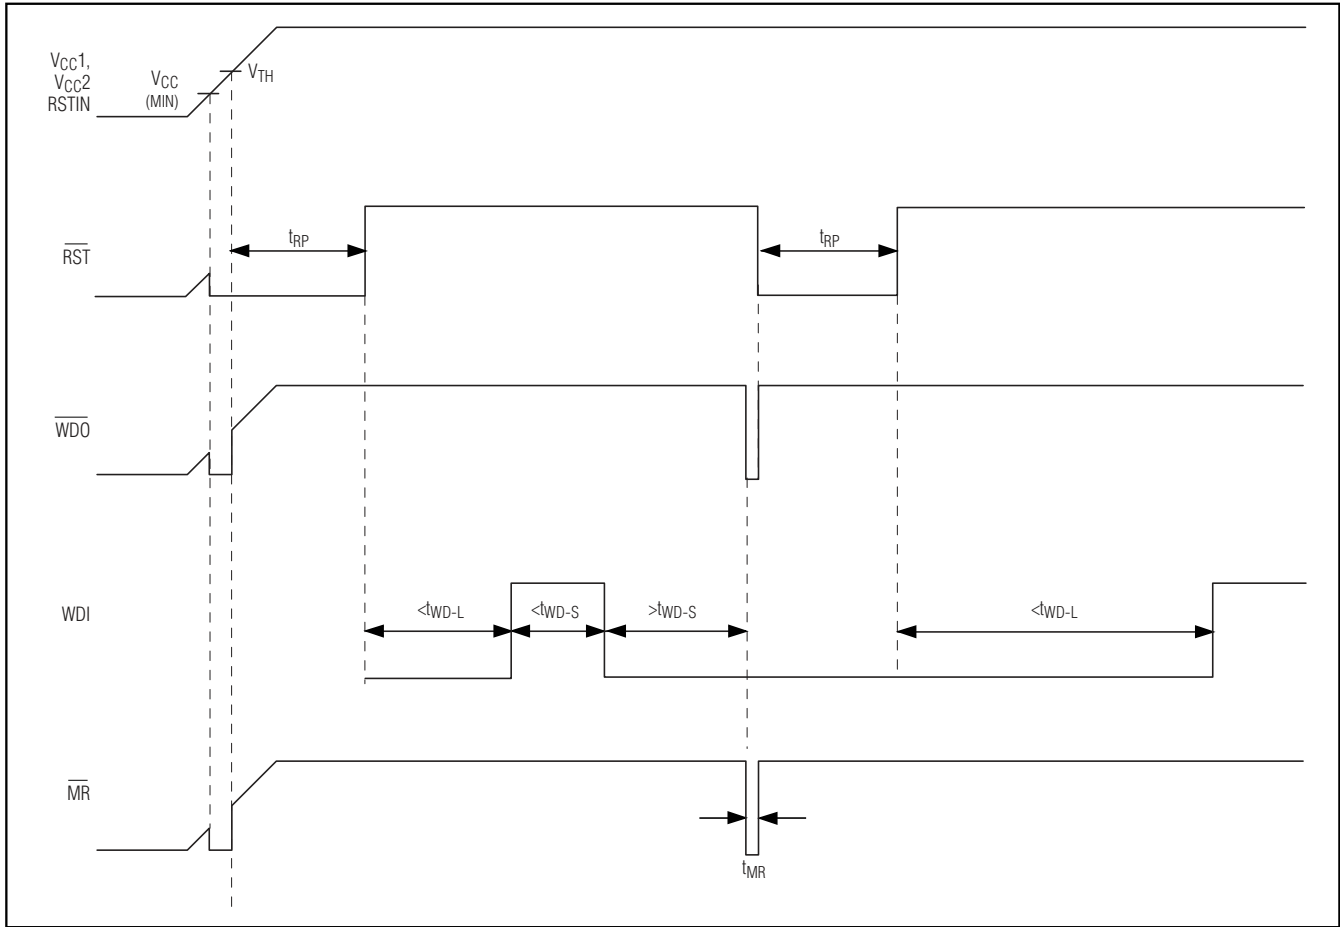 VCC1,
VCC2
RSTIN
VCC
(MIN)
VTH
RST
tRP
tRP
WDO
WDI
<tWD-L
<tWD-S
>tWD-S
<tWD-L
MR
tMR